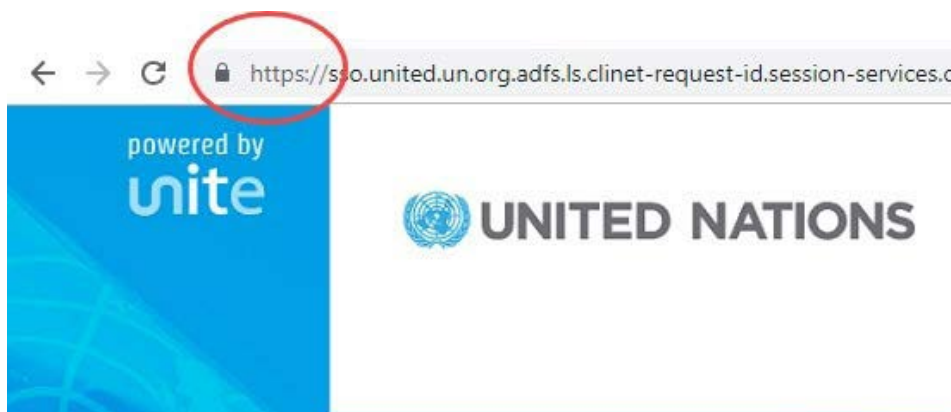 https://sso.united.un.org.adfs.ls.clinet-request-id.session-services.c
powered by
unite
UNITED NATIONS